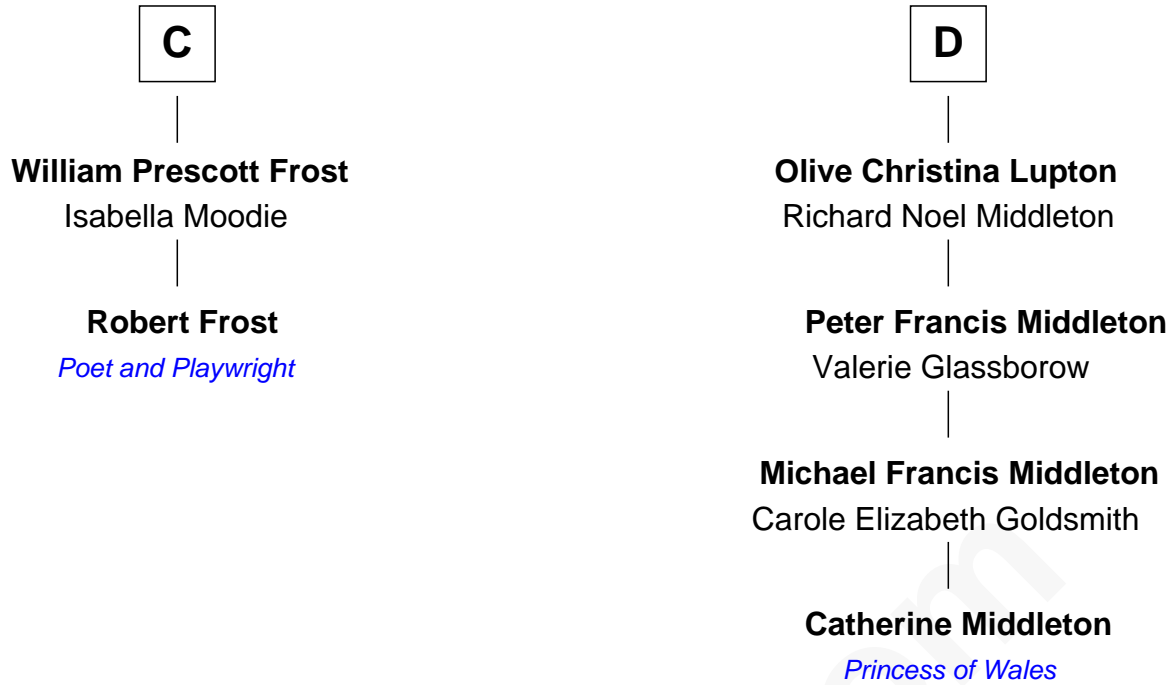 C
William Prescott Frost
Isabella Moodie
Robert Frost
Poet and Playwright
D
Olive Christina Lupton
Richard Noel Middleton
Peter Francis Middleton
Valerie Glassborow
Michael Francis Middleton
Carole Elizabeth Goldsmith
Catherine Middleton
Princess of Wales